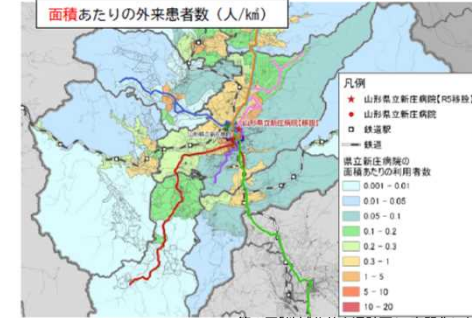 面積あたりの外来患者数（人/k㎡）
凡例
山形県立新庄病院【R5移設】
山形県立新庄病院
鉄道駅
鉄道
県立新庄病院の
面積あたりの利用者数
0.001 - 0.01
0.01 - 0.05
0.05 - 0.1
0.1 - 0.2
0.2 - 0.3
0.3 - 1
1 - 5
5 - 10
10 - 20
山形県立新庄病院【移設】